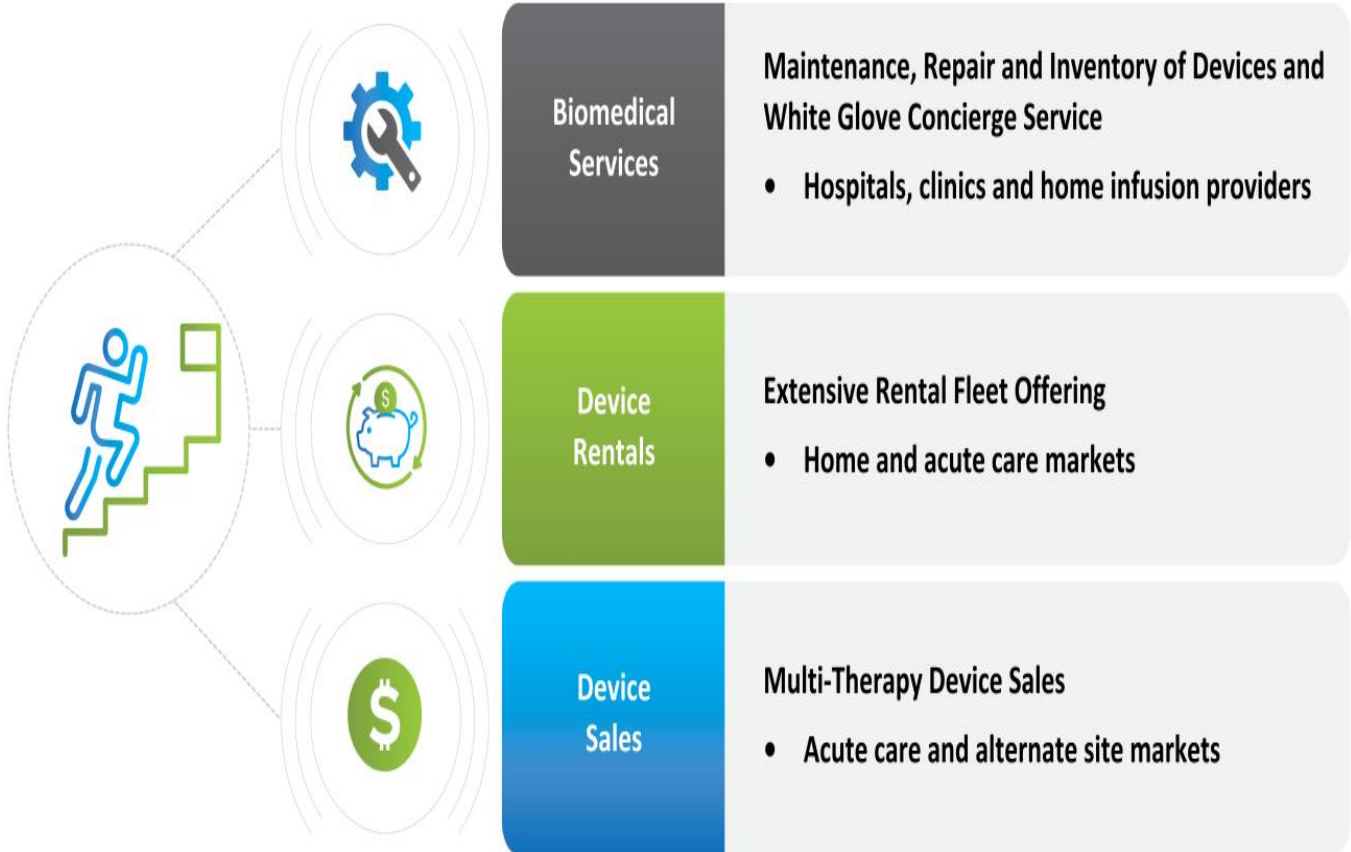 Biomedical
Services
Maintenance, Repair and Inventory of Devices and
White Glove Concierge Service
• Hospitals, clinics and home infusion providers
$
Device
Rentals
Extensive Rental Fleet Offering
• Home and acute care markets
$
Device
Sales
Multi-Therapy Device Sales
• Acute care and alternate site markets